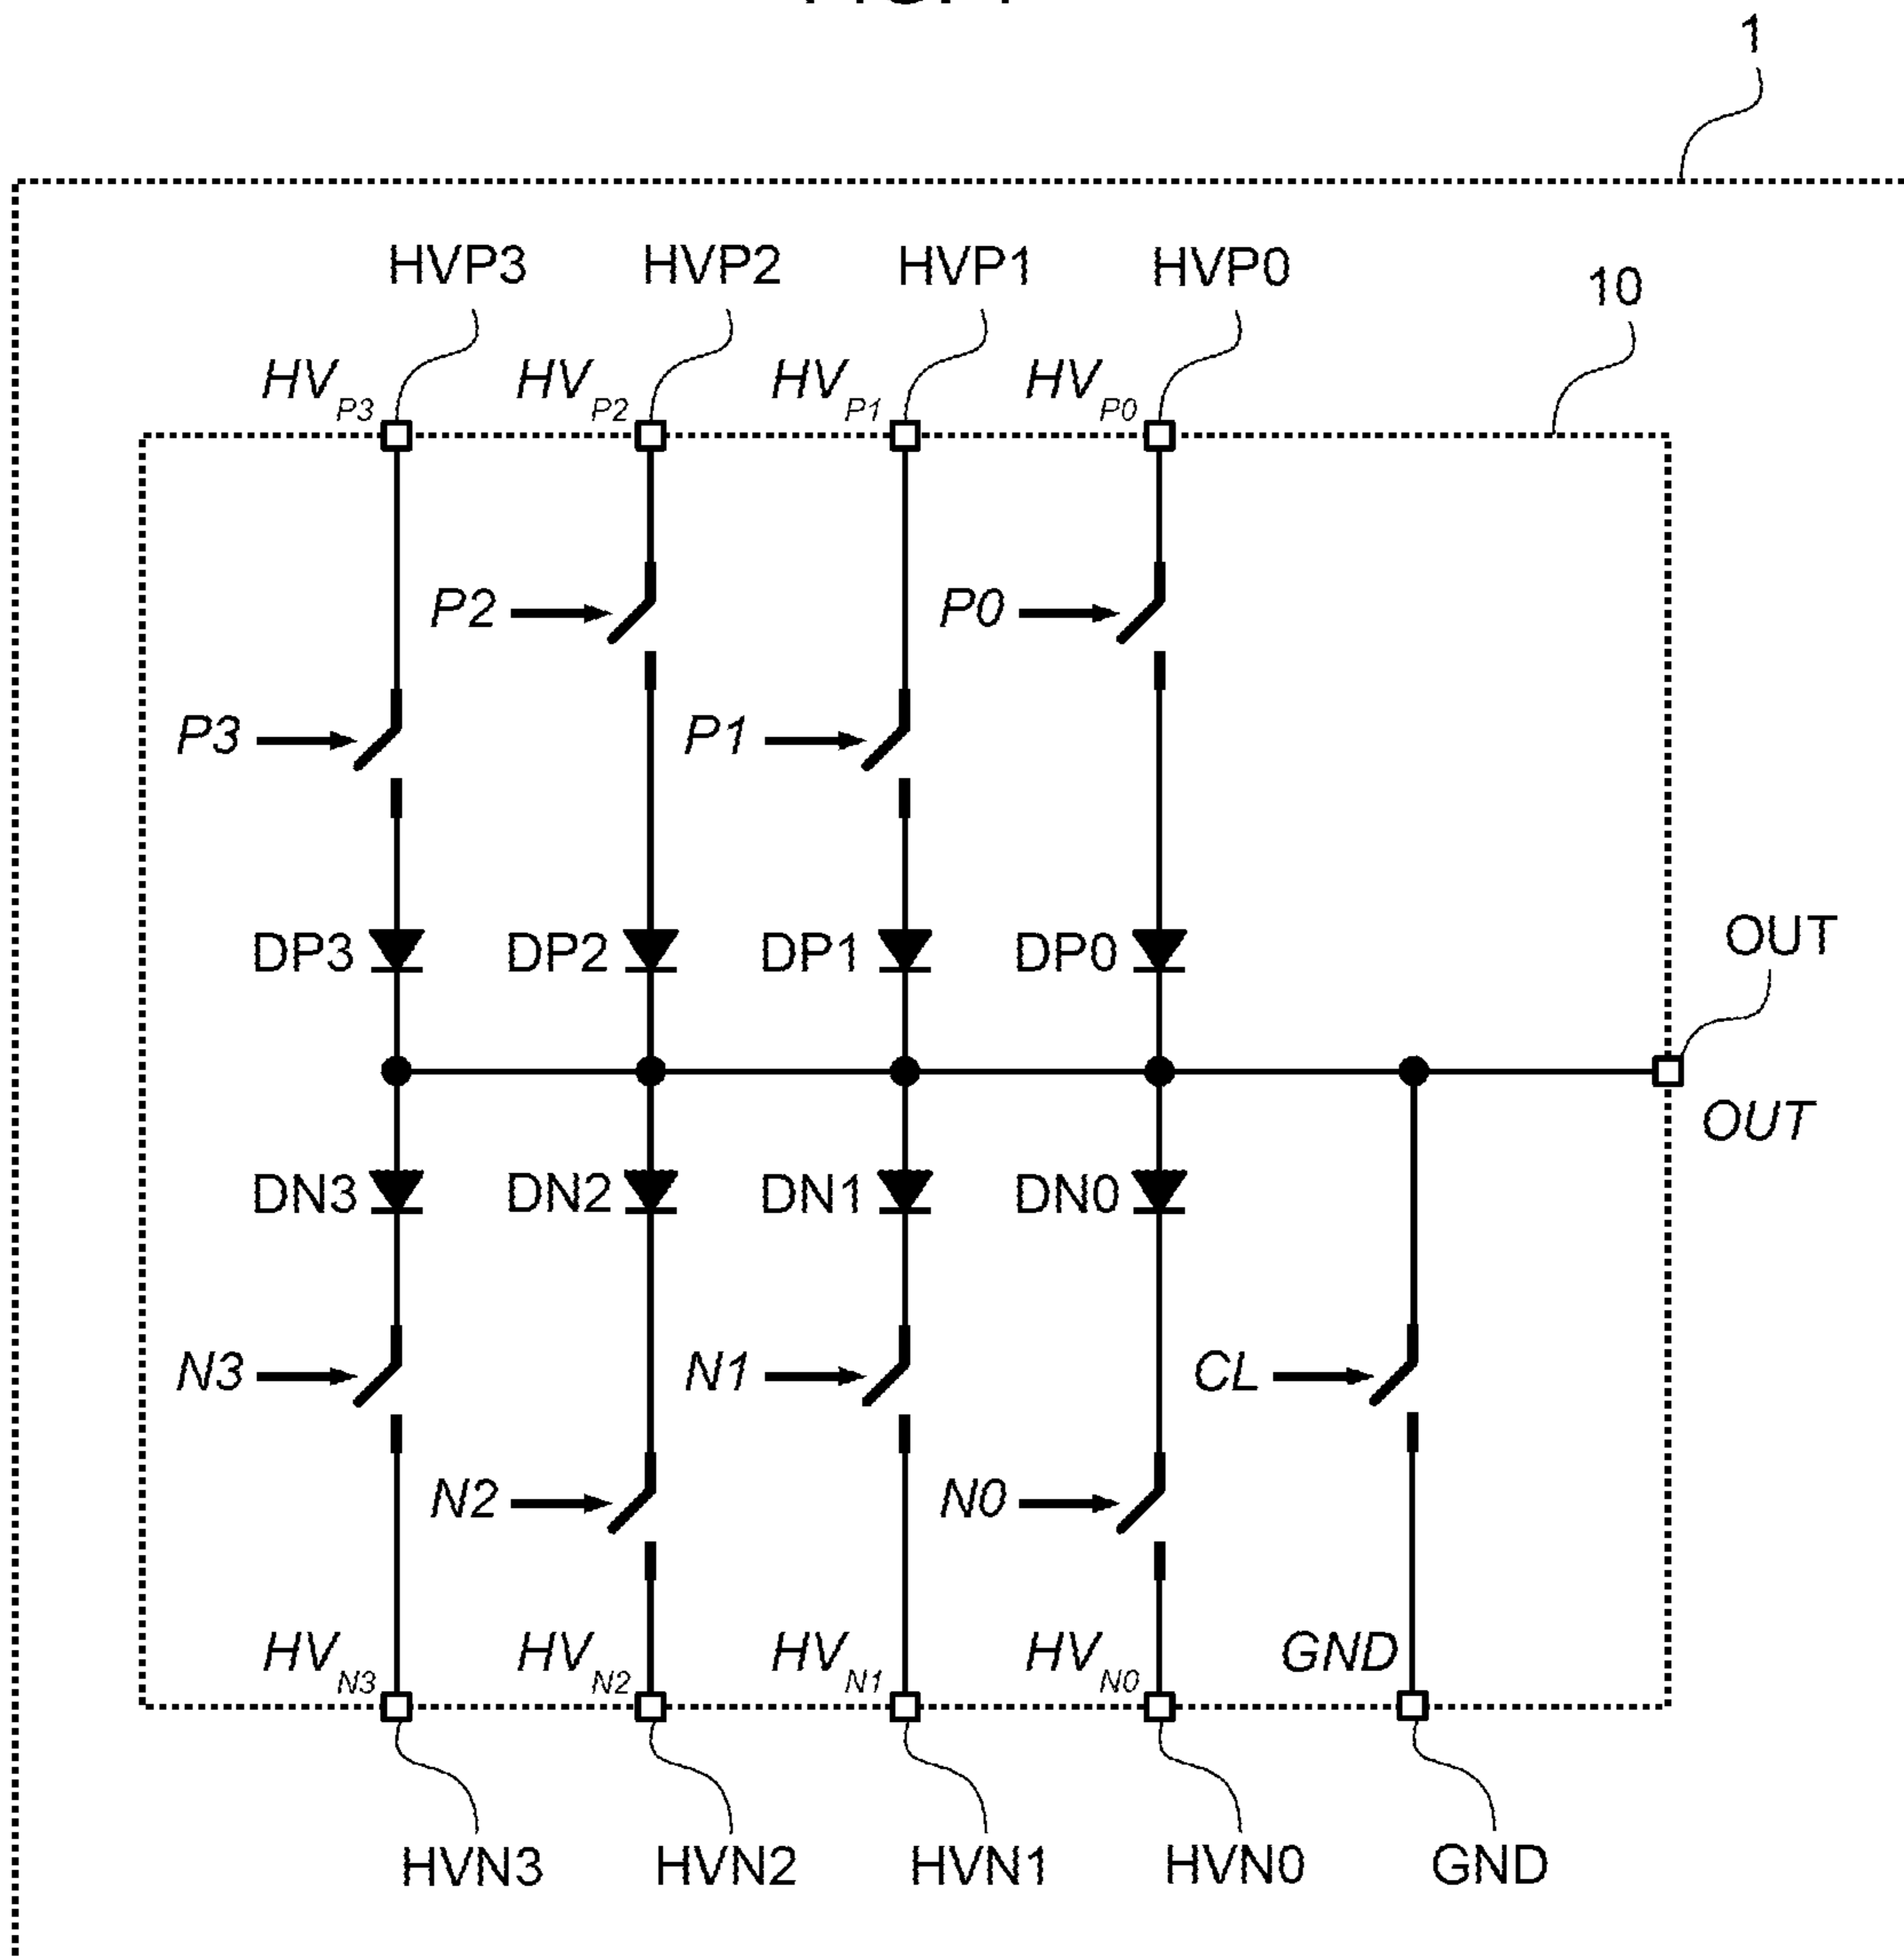 1
HVP3 HVP2 HVP1 HVP0
10
HV P3 HV P2 HV P1 HV P0
P2 P0
P3 P1
DP3 DP2 DP1 DP0
OUT
OUT
DN3 DN2 DN1 DN0
N3 N1 CL
N2 N0
HV N3 HV N2 HV N1 HV N0 GND
HVN3 HVN2 HVN1 HVN0 GND